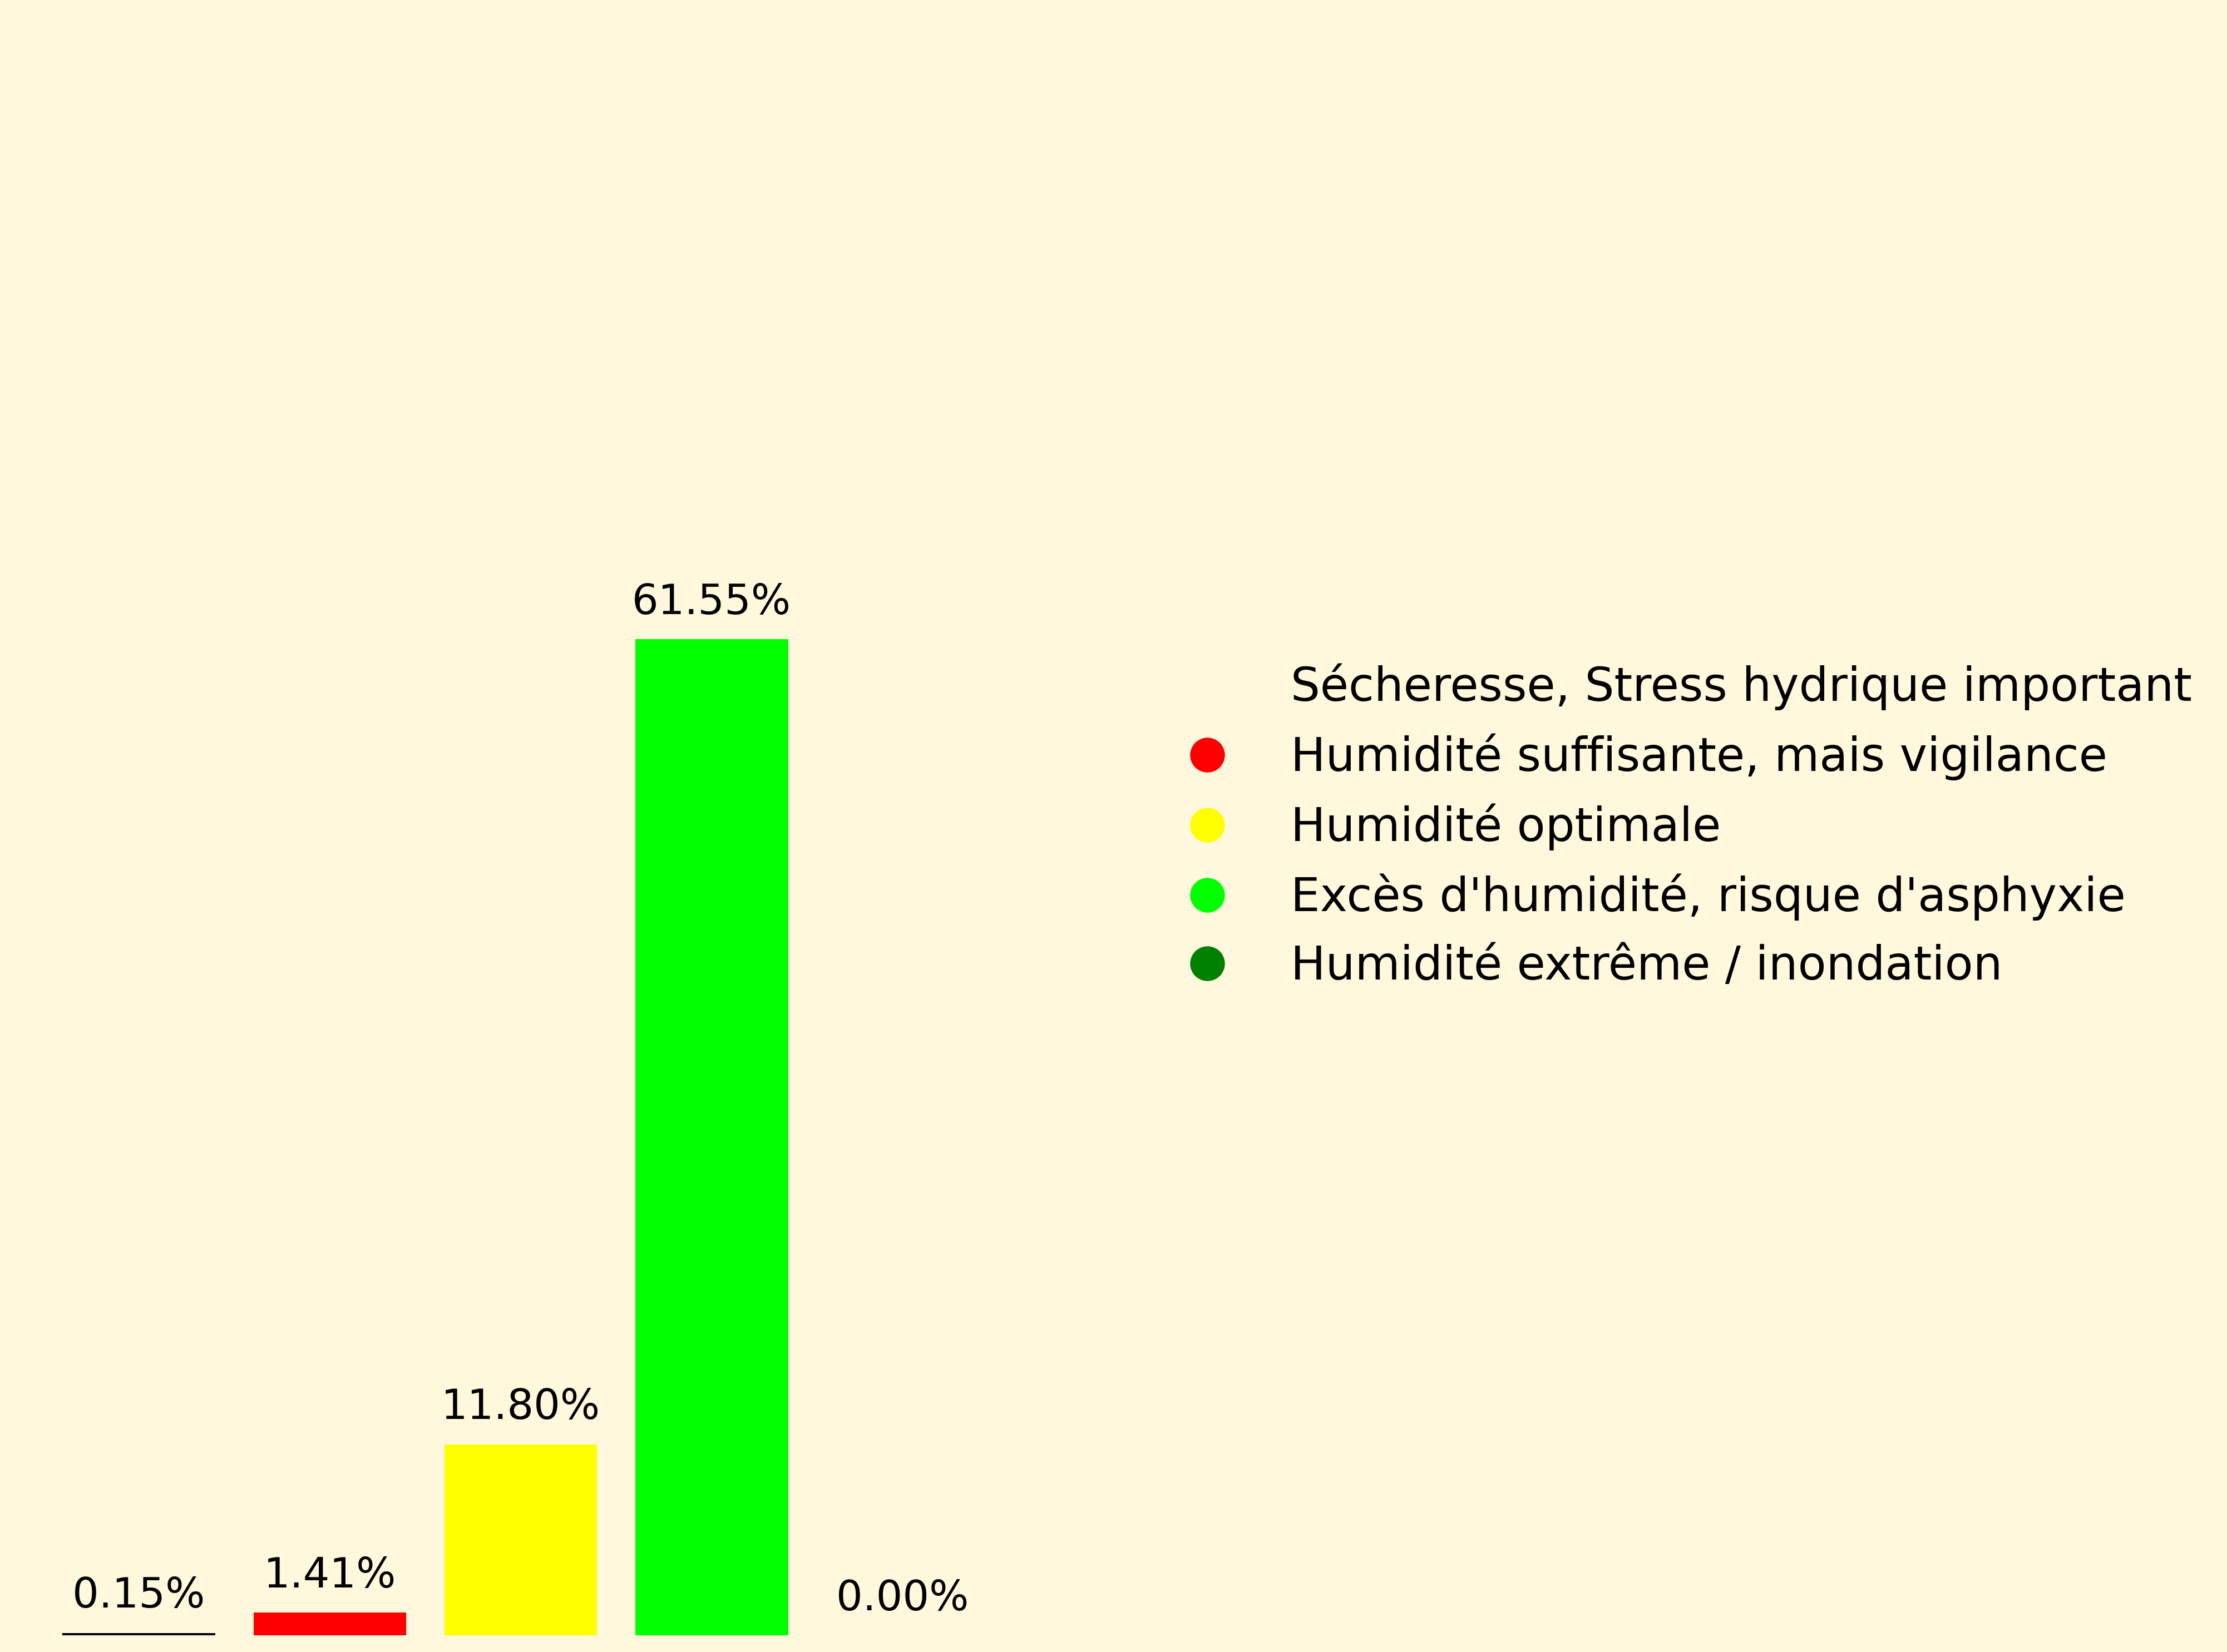 61.55%
Sécheresse, Stress hydrique important
Humidité suffisante, mais vigilance
Humidité optimale
Excès d'humidité, risque d'asphyxie
Humidité extrême / inondation
11.80%
1.41%
0.15%
0.00%